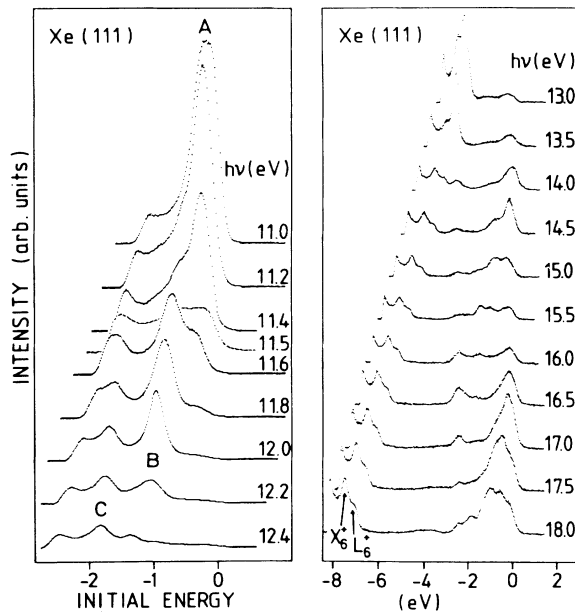 Xe (111)
A
hν(eV)
11.0
11.2
11.4
11.5
11.6
11.8
12.0
B
12.2
C
12.4
INTENSITY (arb. units)
-2 -1 0
INITIAL ENERGY
Xe (111)
hν(eV)
13.0
13.5
14.0
14.5
15.0
15.5
16.0
16.5
17.0
17.5
18.0
X₆⁺ L₆⁺
-8 -6 -4 -2 0 2
(eV)